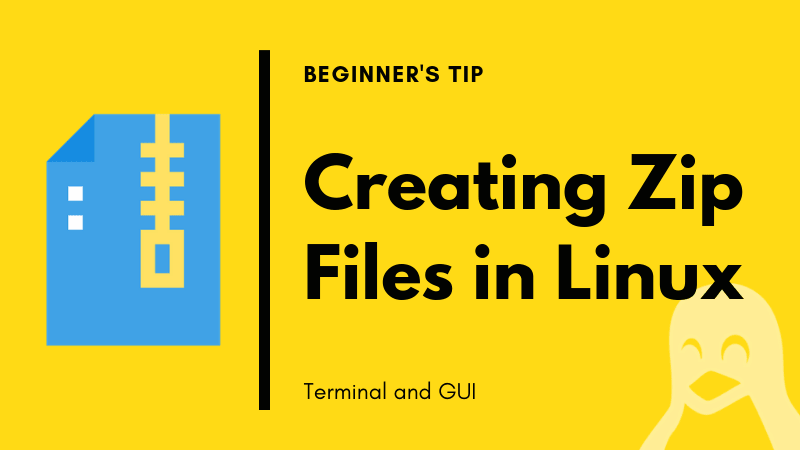 BEGINNER'S TIP
Creating Zip
Files in Linux
Terminal and GUI